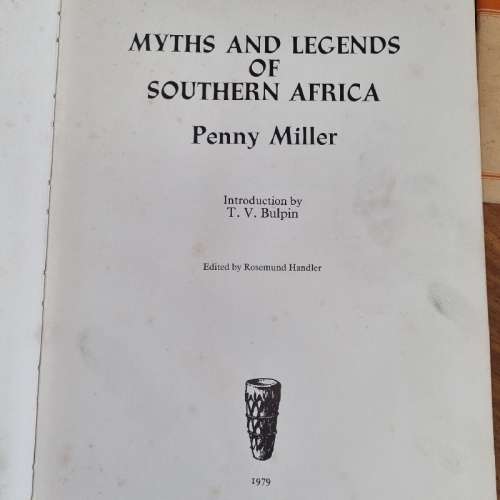 MYTHS AND LEGENDS
OF
SOUTHERN AFRICA
Penny Miller
Introduction by
T. V. Bulpin
Edited by Rosemund Handler
1979